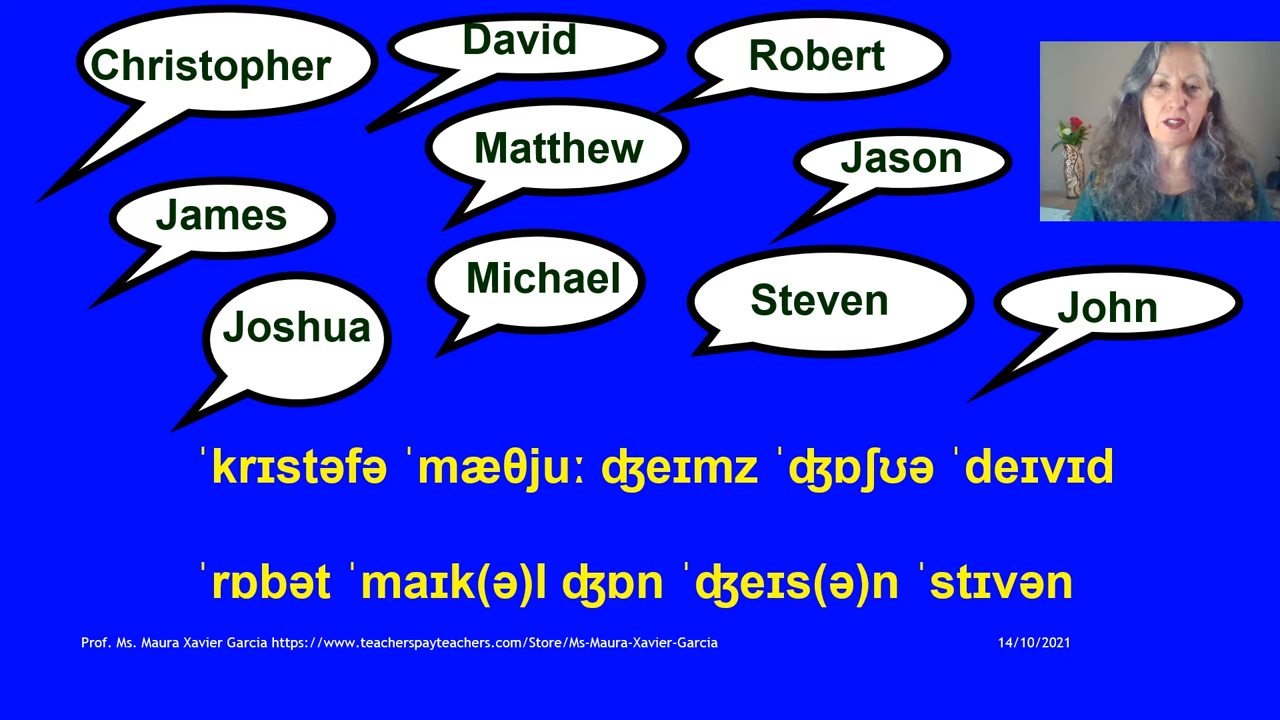 Christopher
David
Robert
Matthew
Jason
James
Michael
Steven
John
Joshua
ˈkrɪstəfə ˈmæθjuː ʤeɪmz ˈʤɒʃʊə ˈdeɪvɪd
ˈrɒbət ˈmaɪk(ə)l ʤɒn ˈʤeɪs(ə)n ˈstɪvən
Prof. Ms. Maura Xavier Garcia https://www.teacherspayteachers.com/Store/Ms-Maura-Xavier-Garcia
14/10/2021